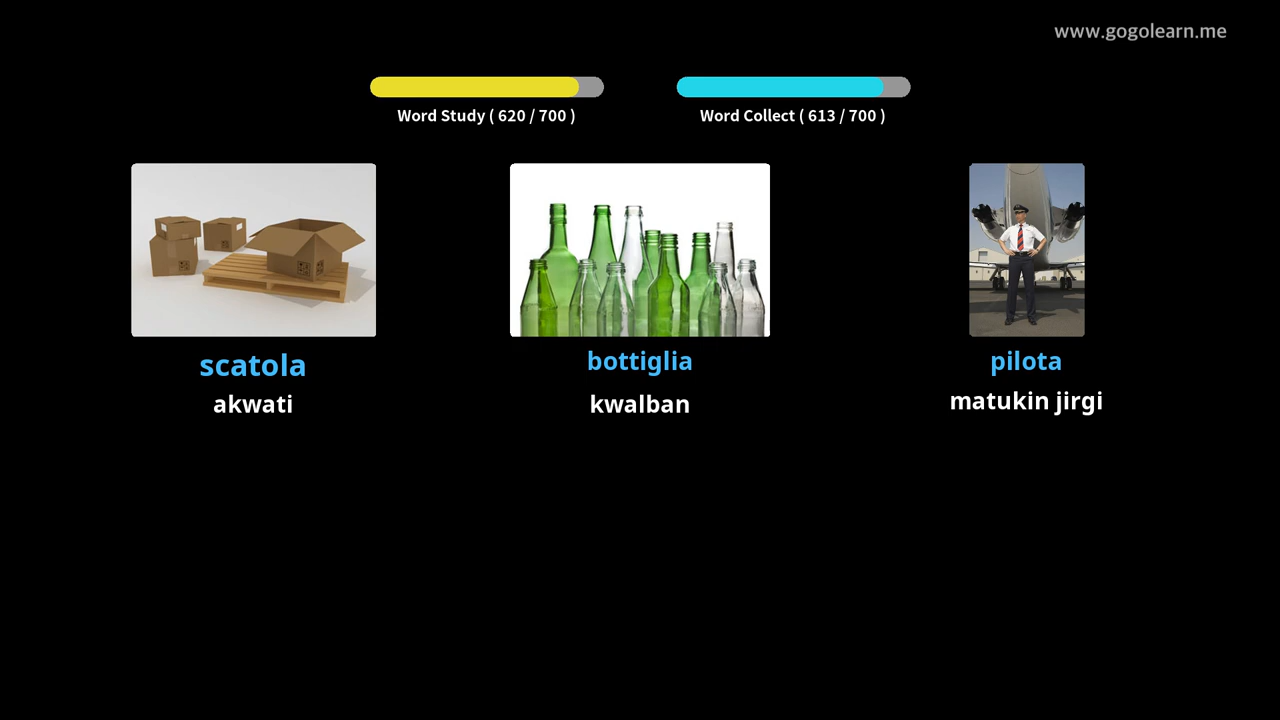 www.gogolearn.me
Word Study ( 620 / 700 )
Word Collect ( 613 / 700 )
scatola
akwati
bottiglia
kwalban
pilota
matukin jirgi